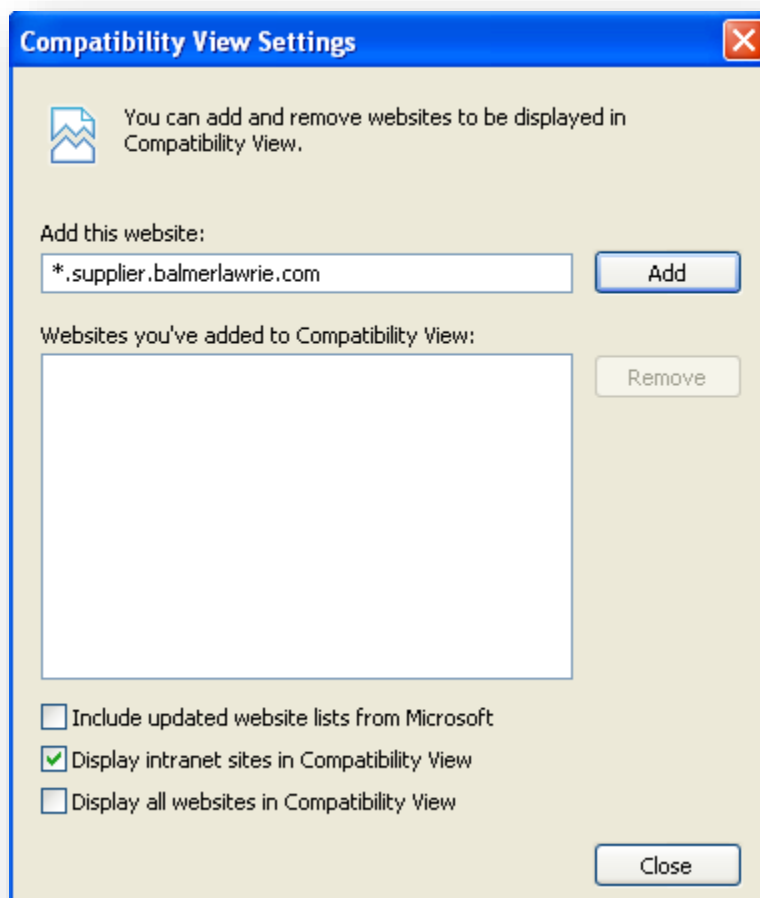 Compatibility View Settings
You can add and remove websites to be displayed in
Compatibility View.
Add this website:
*.supplier.balmerlawrie.com
Add
Websites you've added to Compatibility View:
Remove
Include updated website lists from Microsoft
Display intranet sites in Compatibility View
Display all websites in Compatibility View
Close